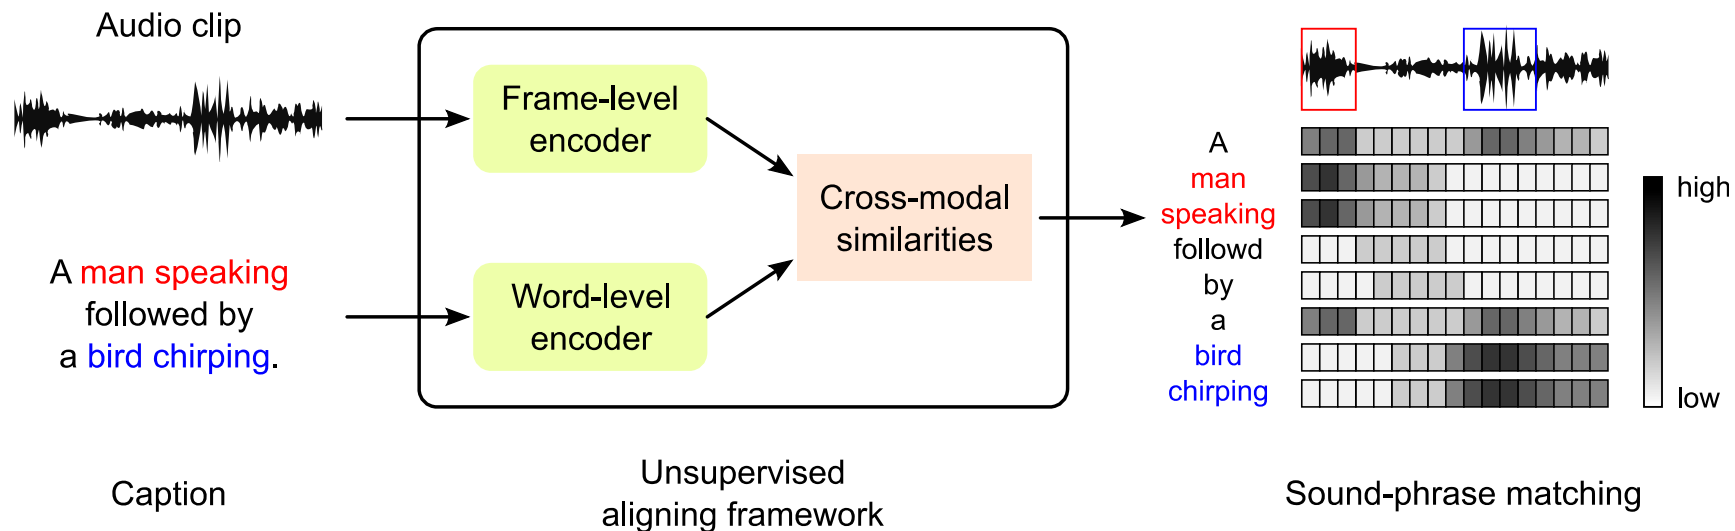 Audio clip
A man speaking
followed by
a bird chirping.
Caption
Frame-level
encoder
Word-level
encoder
Cross-modal
similarities
Unsupervised
aligning framework
A
man
speaking
followd
by
a
bird
chirping
high
low
Sound-phrase matching